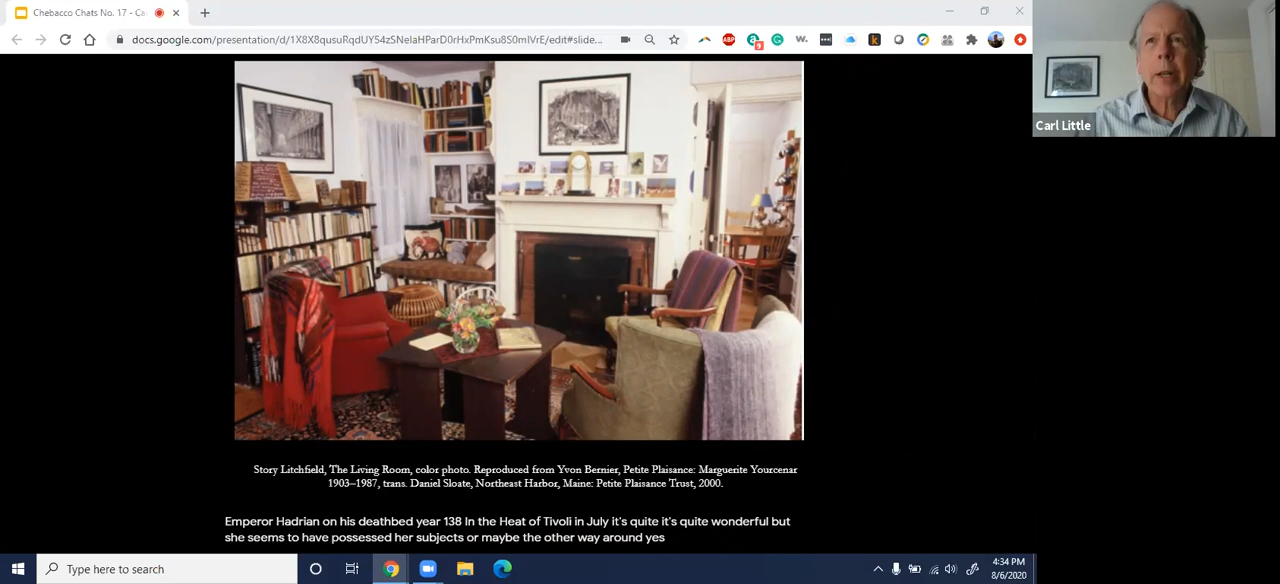 Chebacco Chats No. 17 - Ca
docs.google.com/presentation/d/1X8X8qusuRqdUY54zSNelaHParD0rHxPmKsu8S0mIVrE/edit#slide...
Carl Little
Story Litchfield, The Living Room, color photo. Reproduced from Yvon Bernier, Petite Plaisance: Marguerite Yourcenar
1903–1987, trans. Daniel Sloate, Northeast Harbor, Maine: Petite Plaisance Trust, 2000.
Emperor Hadrian on his deathbed year 138 In the Heat of Tivoli in July it's quite it's quite wonderful but
she seems to have possessed her subjects or maybe the other way around yes
Type here to search
4:34 PM
8/6/2020